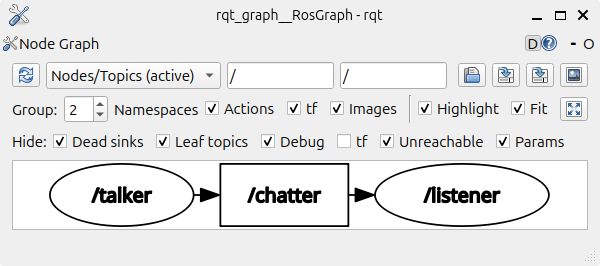 rqt_graph__RosGraph - rqt
Node Graph D ? - O
Nodes/Topics (active) / /
Group: 2 Namespaces Actions tf Images Highlight Fit
Hide: Dead sinks Leaf topics Debug tf Unreachable Params
/talker /chatter /listener